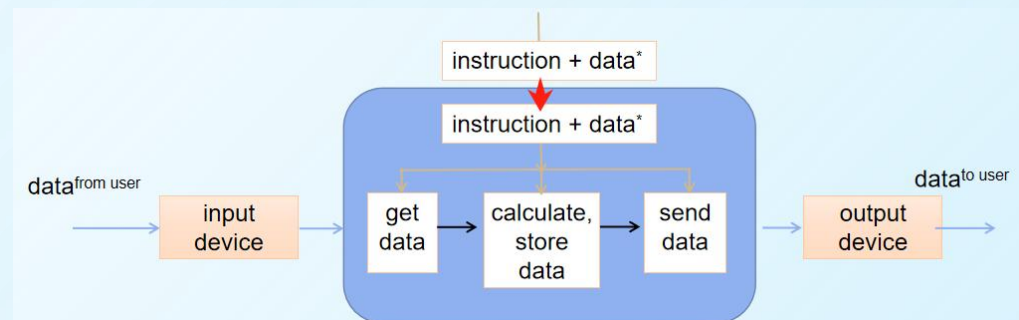 instruction + data*
instruction + data*
data from user
input
device
get
data
calculate,
store
data
send
data
data to user
output
device